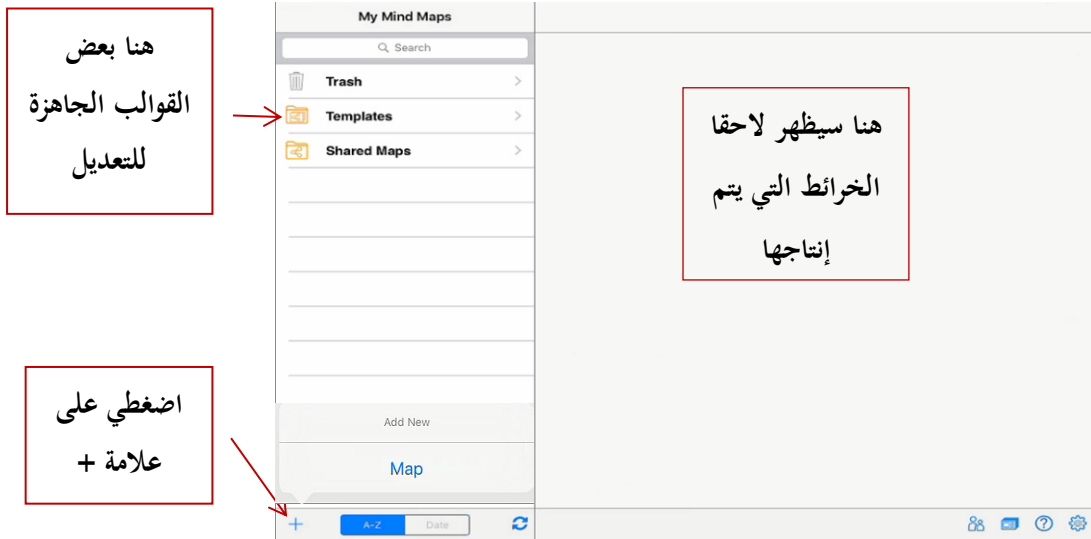 هنا بعض
القوالب الجاهزة
للتعديل
My Mind Maps
Search
Trash
Templates
Shared Maps
هنا سيظهر لاحقا
الخرائط التي يتم
إنتاجها
اضغطي على
علامة +
Add New
Map
A-Z Date